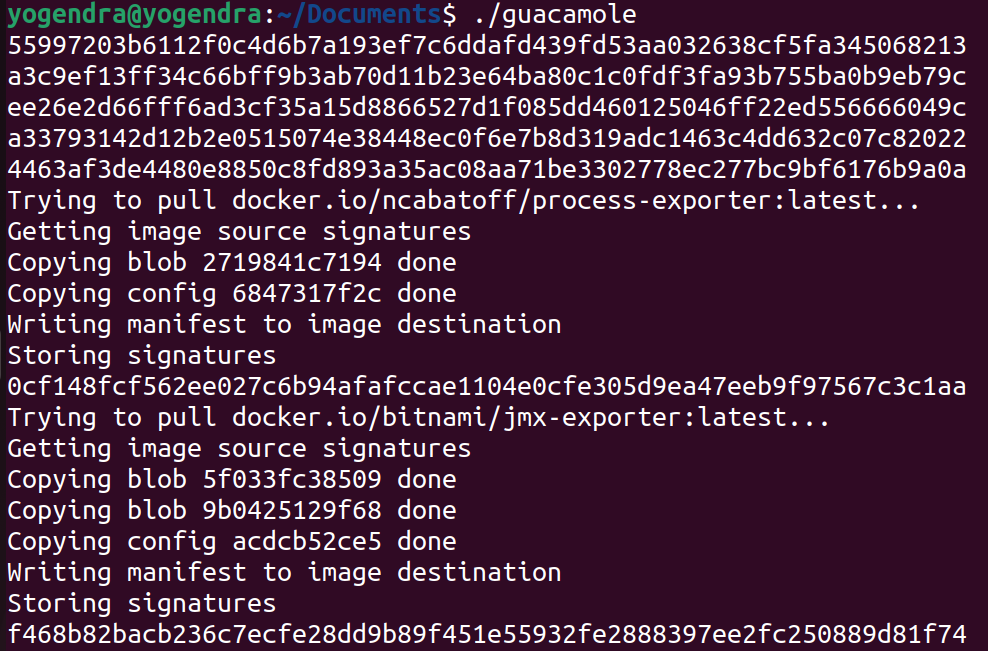 yogendra@yogendra:~/Documents$ ./guacamole
55997203b6112f0c4d6b7a193ef7c6ddafd439fd53aa032638cf5fa345068213
a3c9ef13ff34c66bff9b3ab70d11b23e64ba80c1c0fdf3fa93b755ba0b9eb79c
ee26e2d66fff6ad3cf35a15d8866527d1f085dd460125046ff22ed556666049c
a33793142d12b2e0515074e38448ec0f6e7b8d319adc1463c4dd632c07c82022
4463af3de4480e8850c8fd893a35ac08aa71be3302778ec277bc9bf6176b9a0a
Trying to pull docker.io/ncabatoff/process-exporter:latest...
Getting image source signatures
Copying blob 2719841c7194 done
Copying config 6847317f2c done
Writing manifest to image destination
Storing signatures
0cf148fcf562ee027c6b94afafccae1104e0cfe305d9ea47eeb9f97567c3c1aa
Trying to pull docker.io/bitnami/jmx-exporter:latest...
Getting image source signatures
Copying blob 5f033fc38509 done
Copying blob 9b0425129f68 done
Copying config acdcb52ce5 done
Writing manifest to image destination
Storing signatures
f468b82bacb236c7ecfe28dd9b89f451e55932fe2888397ee2fc250889d81f74